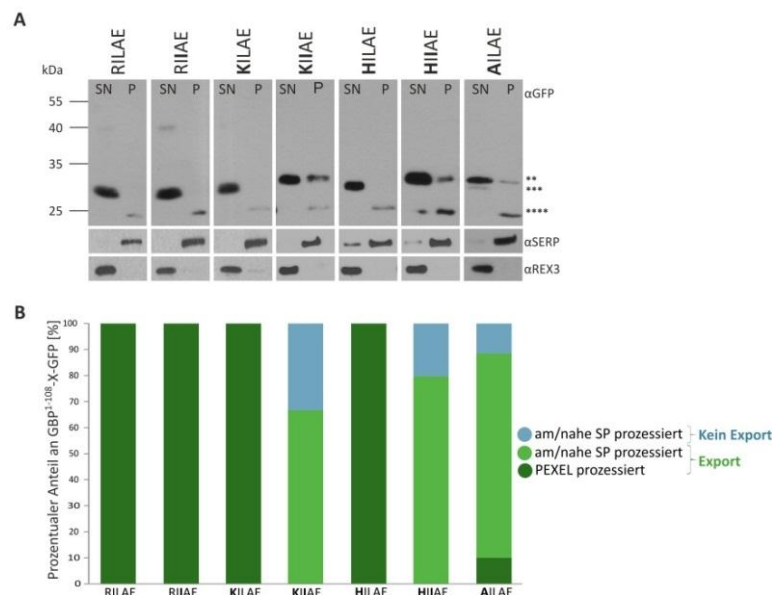 A
RILAE RIIAE KILAE KIIAE HILAE HIIAE AILAE
kDa
SN P SN P SN P SN P SN P SN P SN P αGFP
55
40
35
**
***
25 ****
αSERP
αREX3
B
Prozentualer Anteil an GBP¹⁻¹⁰⁸-X-GFP [%]
100
90
80
70
60
50
40
30
20
10
0
am/nahe SP prozessiert Kein Export
am/nahe SP prozessiert
Export
PEXEL prozessiert
RILAE RIIAE KILAE KIIAE HILAE HIIAE AILAE